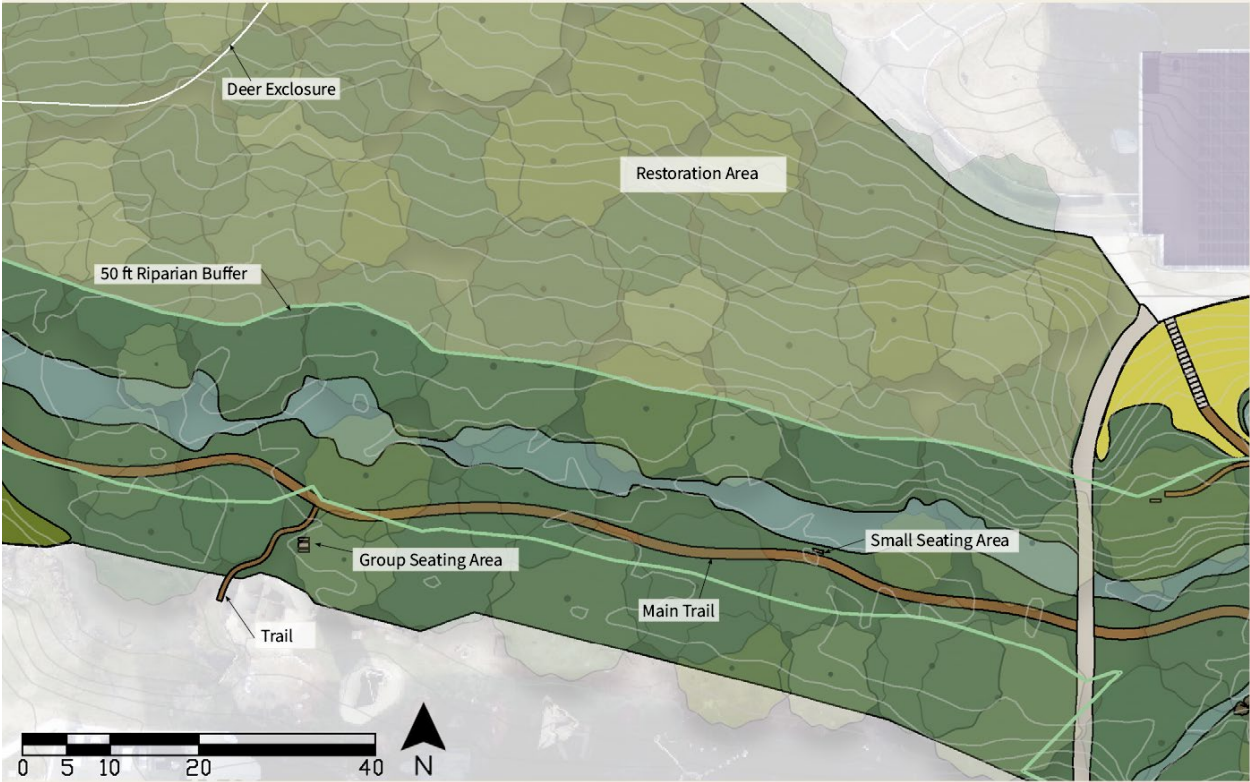 Deer Exclosure
Restoration Area
50 ft Riparian Buffer
Small Seating Area
Group Seating Area
Main Trail
Trail
0 5 10 20 40
N